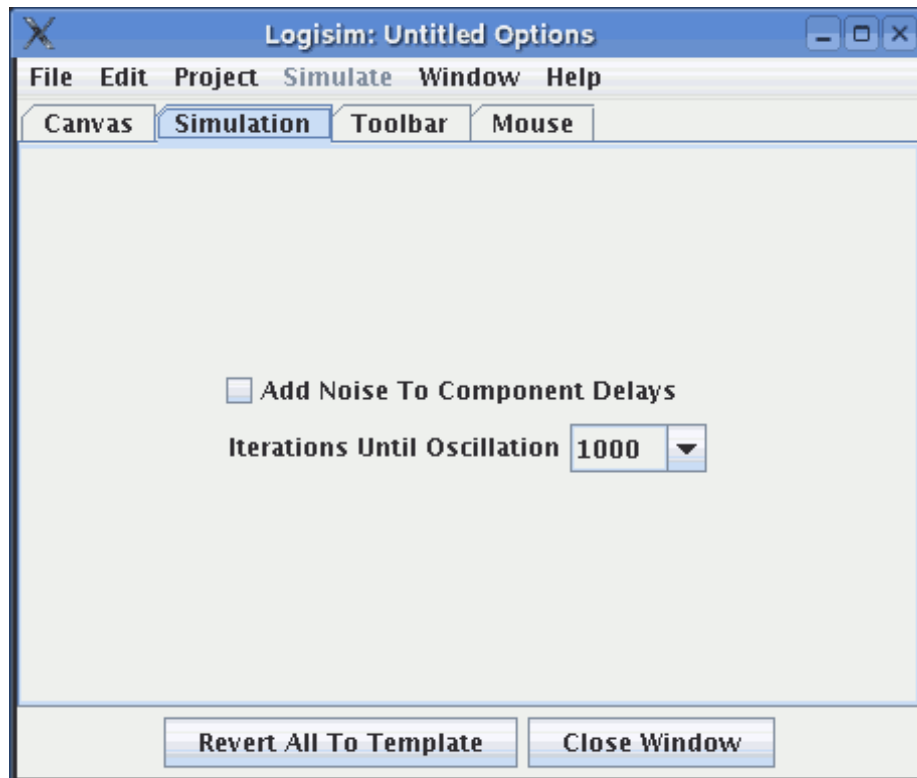 Logisim: Untitled Options
File Edit Project Simulate Window Help
Canvas Simulation Toolbar Mouse
Add Noise To Component Delays
Iterations Until Oscillation 1000
Revert All To Template Close Window